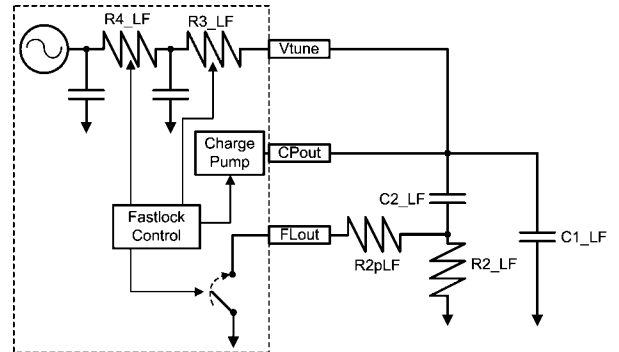 R4_LF
R3_LF
Vtune
Charge
Pump
CPout
C2_LF
Fastlock
Control
FLout
R2pLF
R2_LF
C1_LF